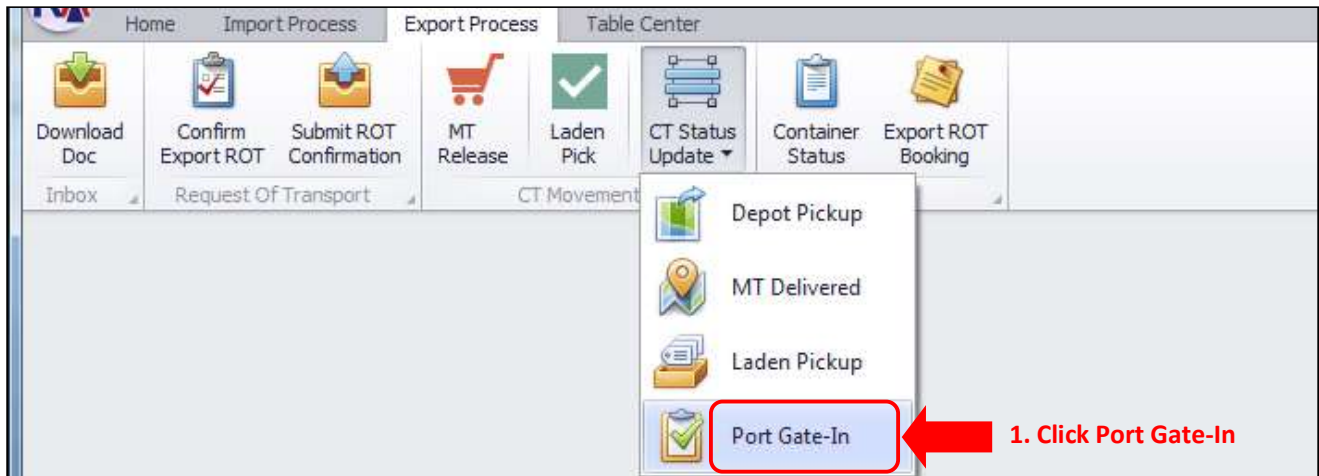 Home Import Process Export Process Table Center
Download Doc
Confirm Export ROT
Submit ROT Confirmation
MT Release
Laden Pick
CT Status Update
Container Status
Export ROT Booking
Inbox Request Of Transport CT Movement
Depot Pickup
MT Delivered
Laden Pickup
Port Gate-In
1. Click Port Gate-In